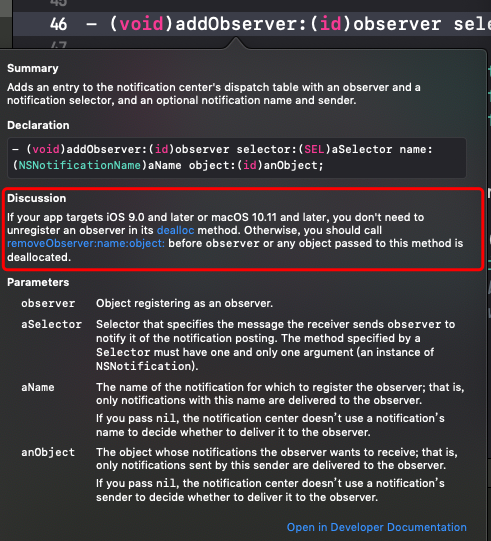 45
46 - (void)addObserver:(id)observer sel
47
Summary
Adds an entry to the notification center's dispatch table with an observer and a
notification selector, and an optional notification name and sender.
Declaration
- (void)addObserver:(id)observer selector:(SEL)aSelector name:
(NSNotificationName)aName object:(id)anObject;
Discussion
If your app targets iOS 9.0 and later or macOS 10.11 and later, you don't need to
unregister an observer in its dealloc method. Otherwise, you should call
removeObserver:name:object: before observer or any object passed to this method is
deallocated.
Parameters
observer Object registering as an observer.
aSelector Selector that specifies the message the receiver sends observer to
notify it of the notification posting. The method specified by a
Selector must have one and only one argument (an instance of
NSNotification).
aName The name of the notification for which to register the observer; that is,
only notifications with this name are delivered to the observer.
If you pass nil, the notification center doesn’t use a notification’s
name to decide whether to deliver it to the observer.
anObject The object whose notifications the observer wants to receive; that is,
only notifications sent by this sender are delivered to the observer.
If you pass nil, the notification center doesn’t use a notification’s
sender to decide whether to deliver it to the observer.
Open in Developer Documentation